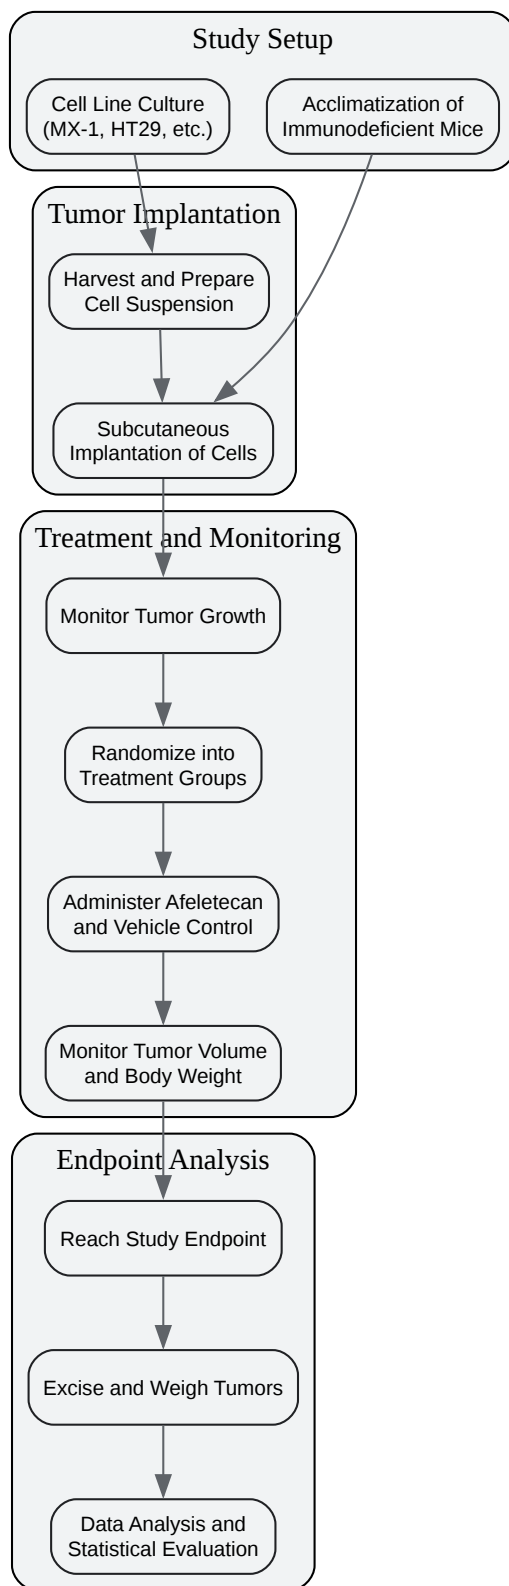 Study Setup
Cell Line Culture
(MX-1, HT29, etc.)
Acclimatization of
Immunodeficient Mice
Tumor Implantation
Harvest and Prepare
Cell Suspension
Subcutaneous
Implantation of Cells
Treatment and Monitoring
Monitor Tumor Growth
Randomize into
Treatment Groups
Administer Afeletecan
and Vehicle Control
Monitor Tumor Volume
and Body Weight
Endpoint Analysis
Reach Study Endpoint
Excise and Weigh Tumors
Data Analysis and
Statistical Evaluation